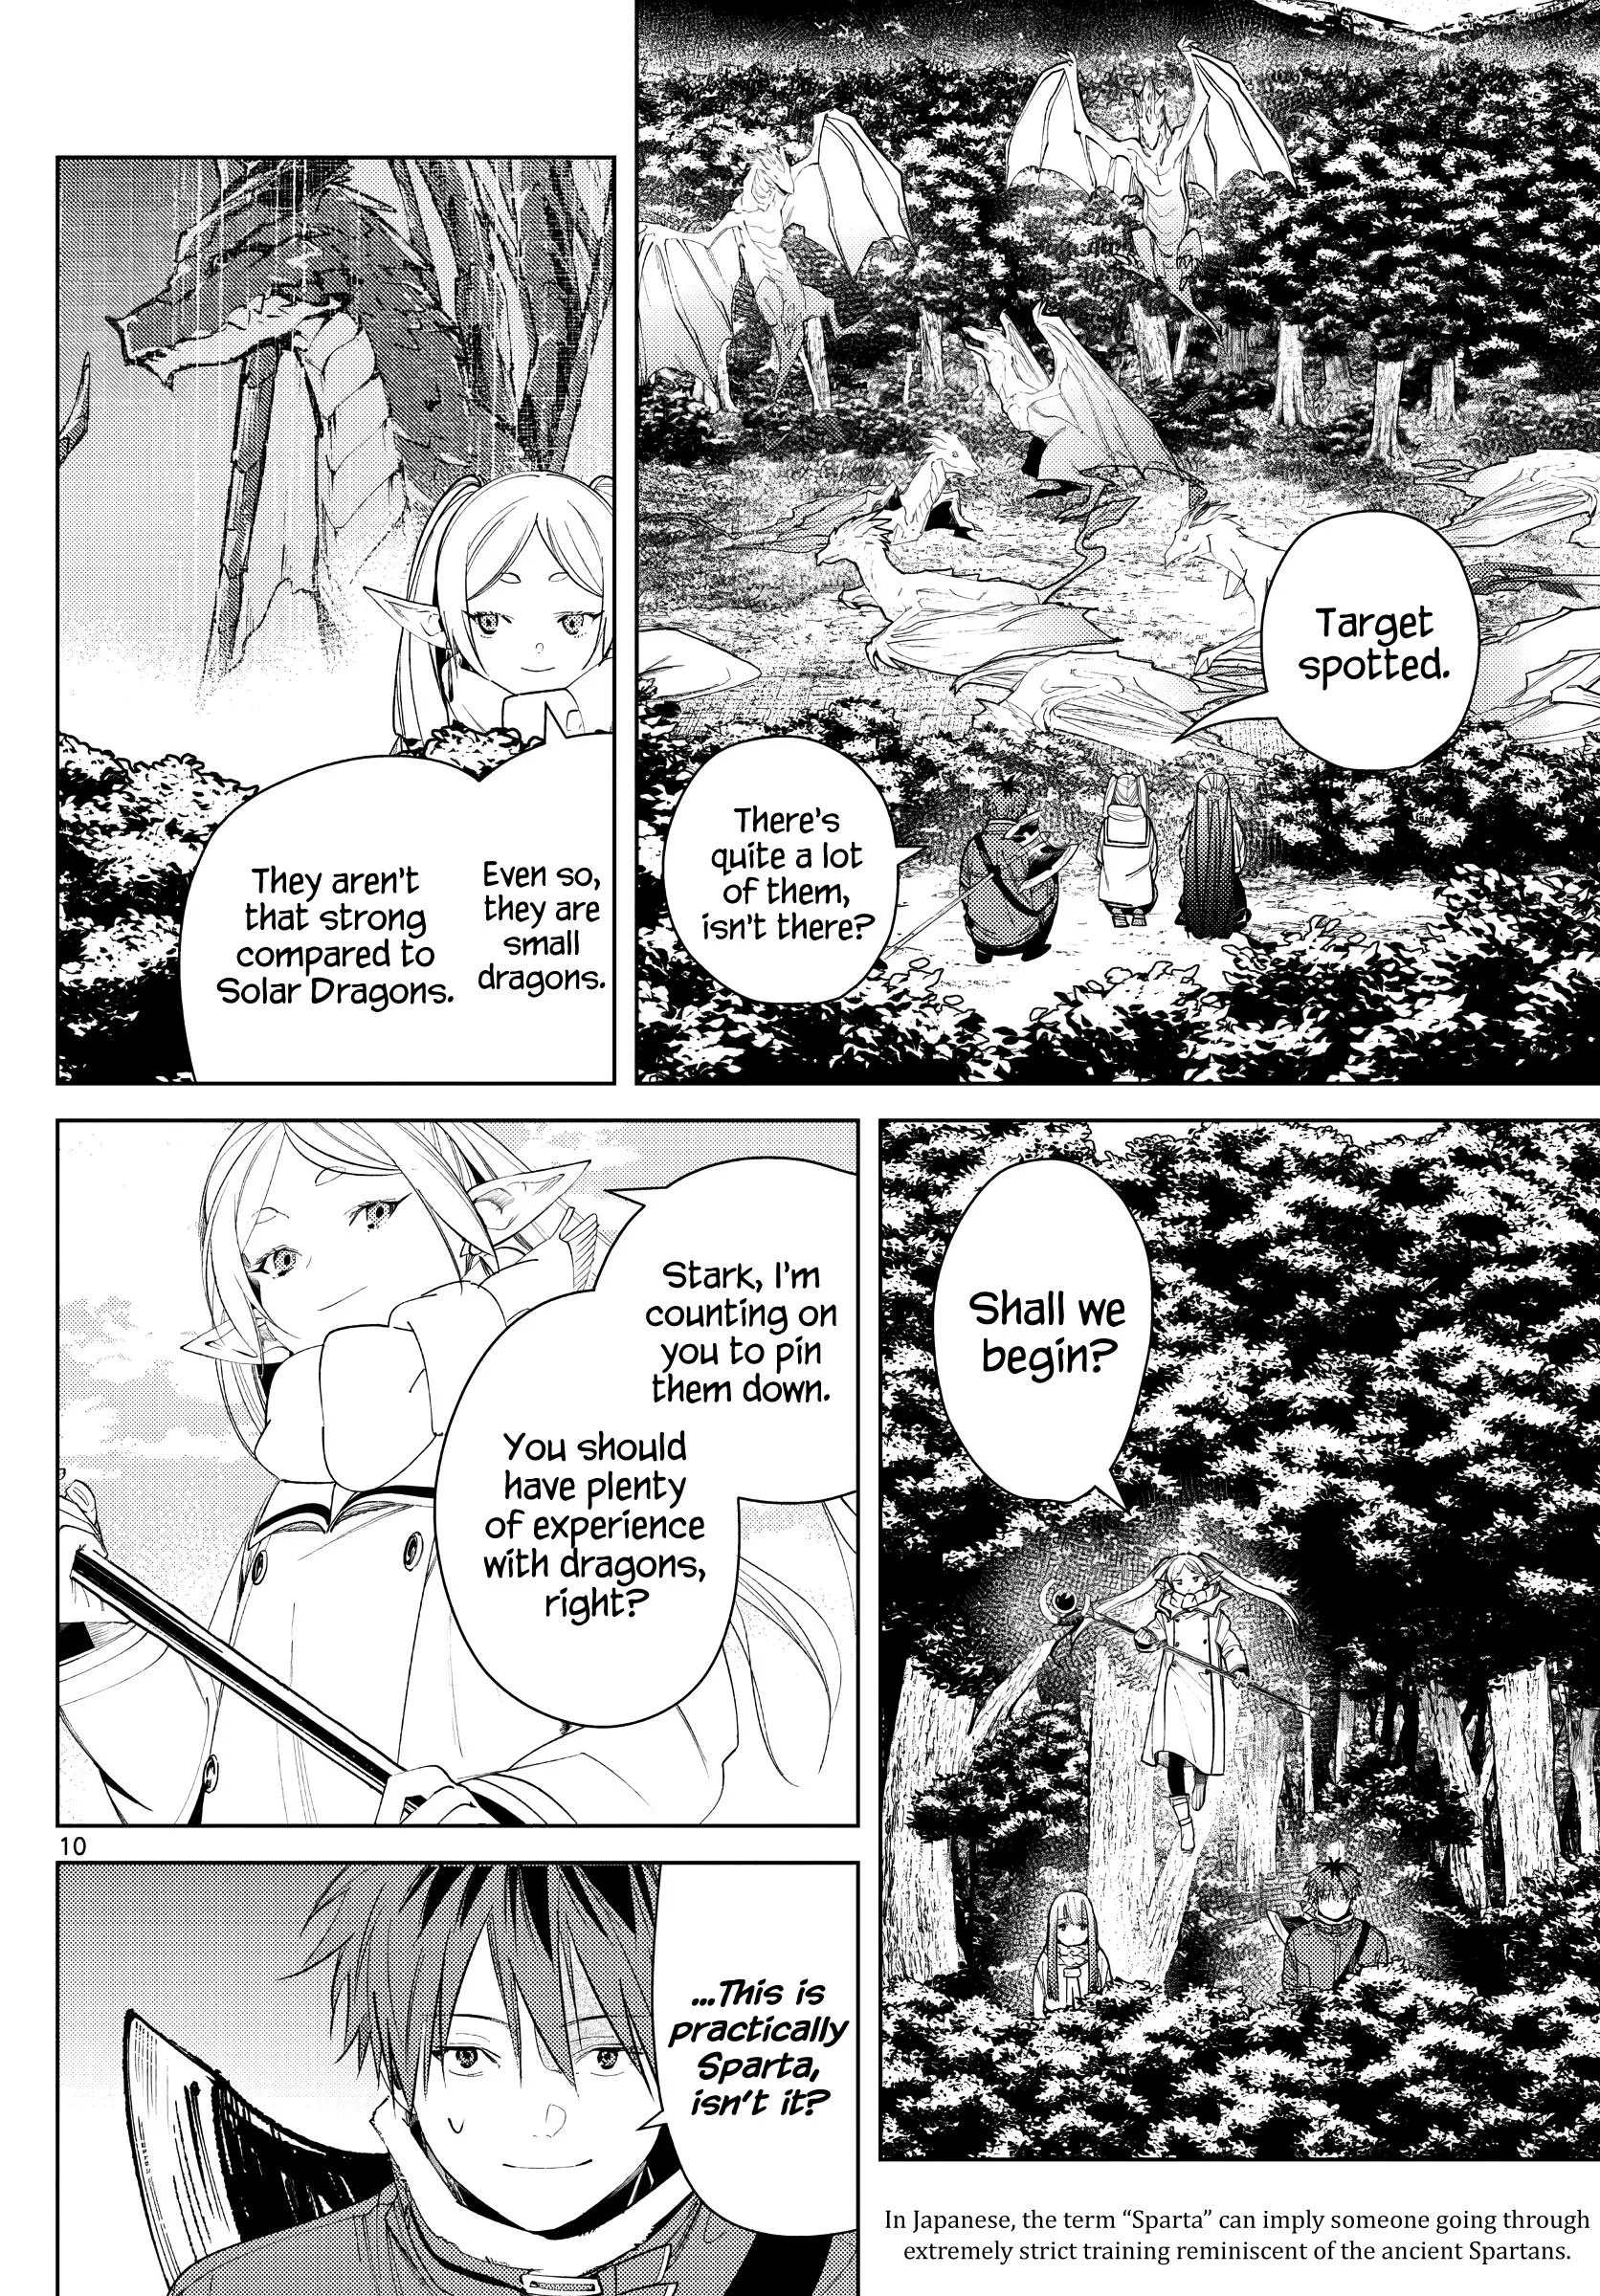 Target
spotted.
There's
quite a lot
of them,
isn't there?
Even so,
they are
small
dragons.
They aren't
that strong
compared to
Solar Dragons.
Shall we
begin?
Stark, I'm
counting on
you to pin
them down.
You should
have plenty
of experience
with dragons,
right?
10
...This is
practically
Sparta,
isn't it?
In Japanese, the term “Sparta” can imply someone going through
extremely strict training reminiscent of the ancient Spartans.